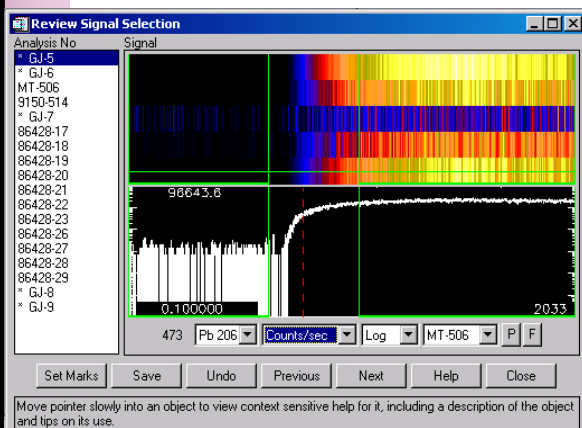 Review Signal Selection
Analysis No
Signal
* GJ-5
* GJ-6
MT-506
9150-514
* GJ-7
86428-17
86428-18
86428-19
86428-20
86428-21
86428-22
86428-23
86428-26
86428-27
86428-28
86428-29
* GJ-8
* GJ-9
96643.6
0.100000
2033
473 Pb 206 Counts/sec Log MT-506 P F
Set Marks Save Undo Previous Next Help Close
Move pointer slowly into an object to view context sensitive help for it, including a description of the object
and tips on its use.